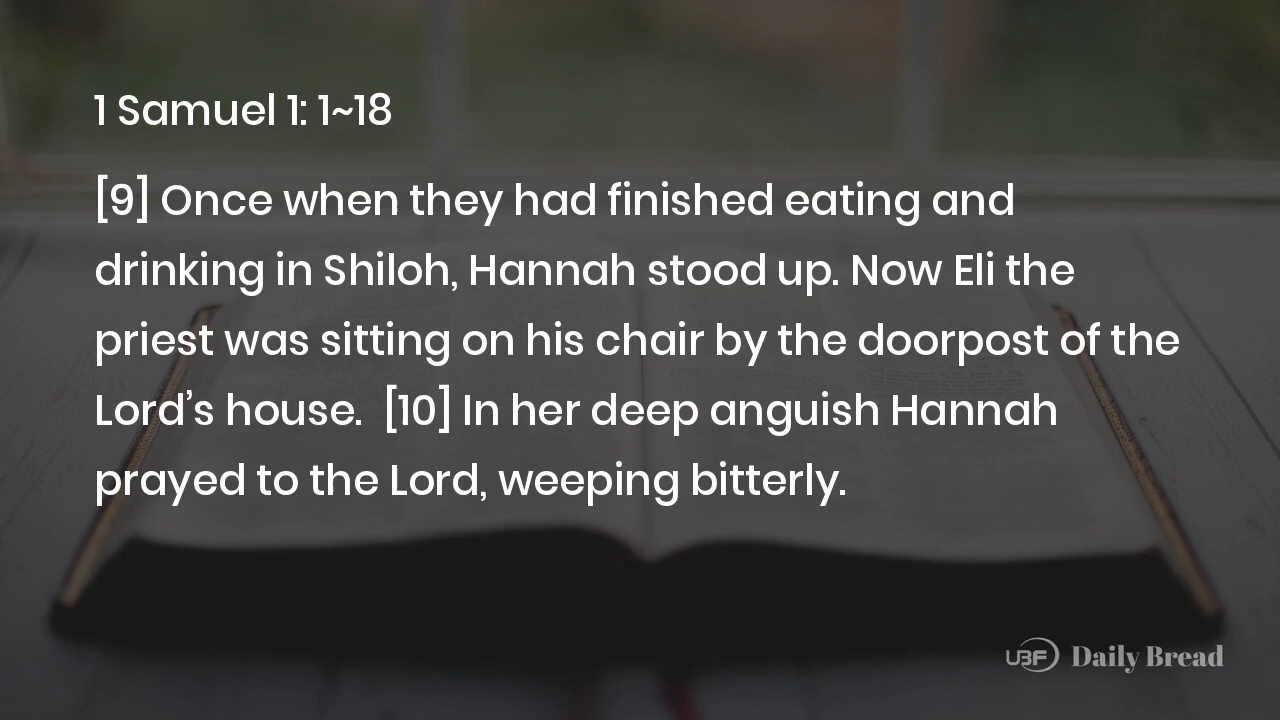 1 Samuel 1: 1~18
[9] Once when they had finished eating and
drinking in Shiloh, Hannah stood up. Now Eli the
priest was sitting on his chair by the doorpost of the
Lord’s house.  [10] In her deep anguish Hannah
prayed to the Lord, weeping bitterly.
UBF Daily Bread